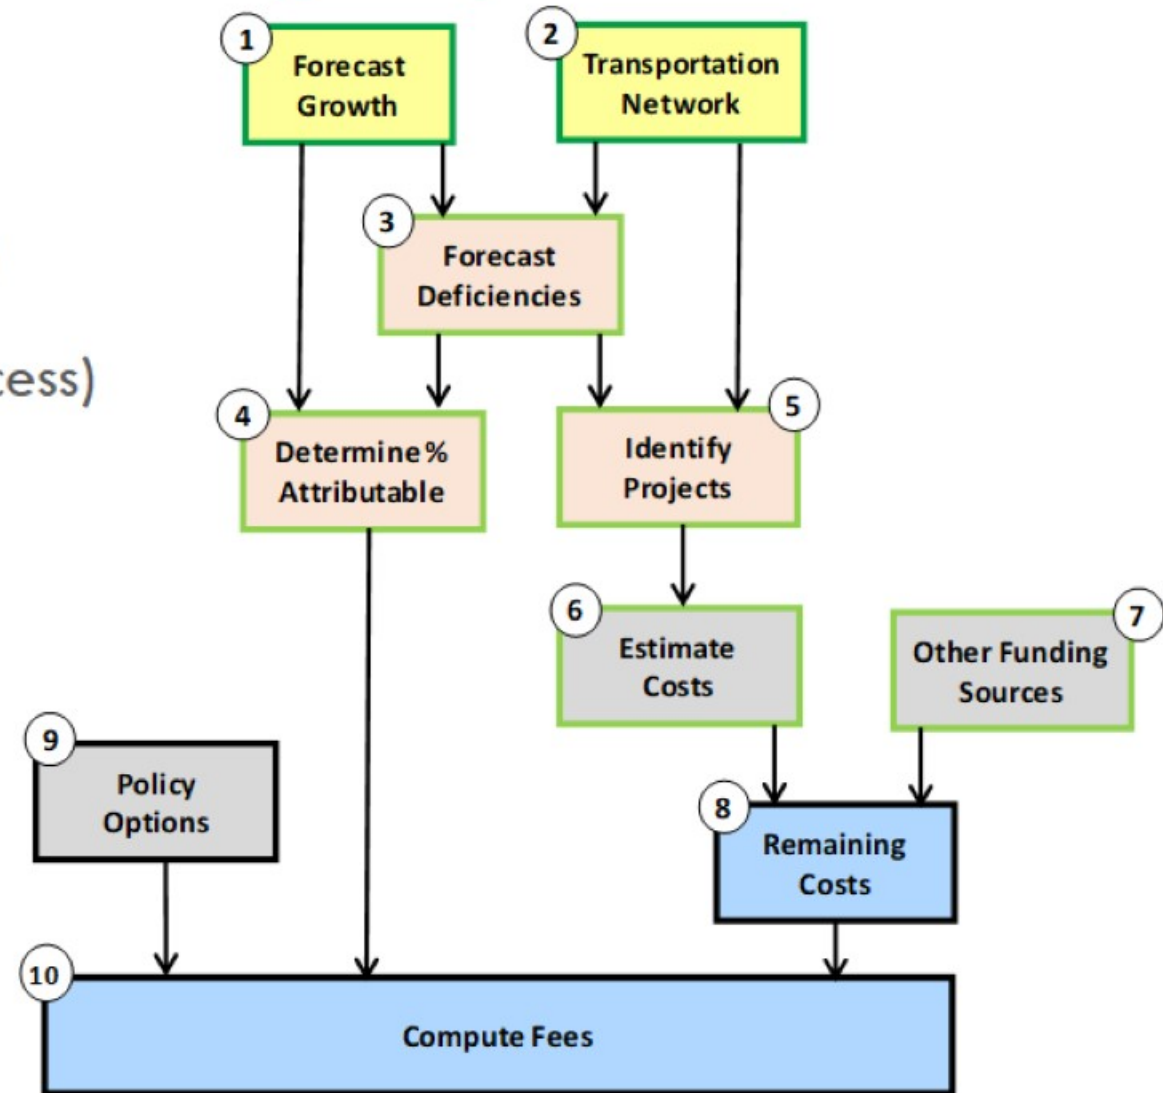 1
Forecast
Growth
2
Transportation
Network
3
Forecast
Deficiencies
cess)
4
Determine %
Attributable
5
Identify
Projects
6
Estimate
Costs
7
Other Funding
Sources
9
Policy
Options
8
Remaining
Costs
10
Compute Fees